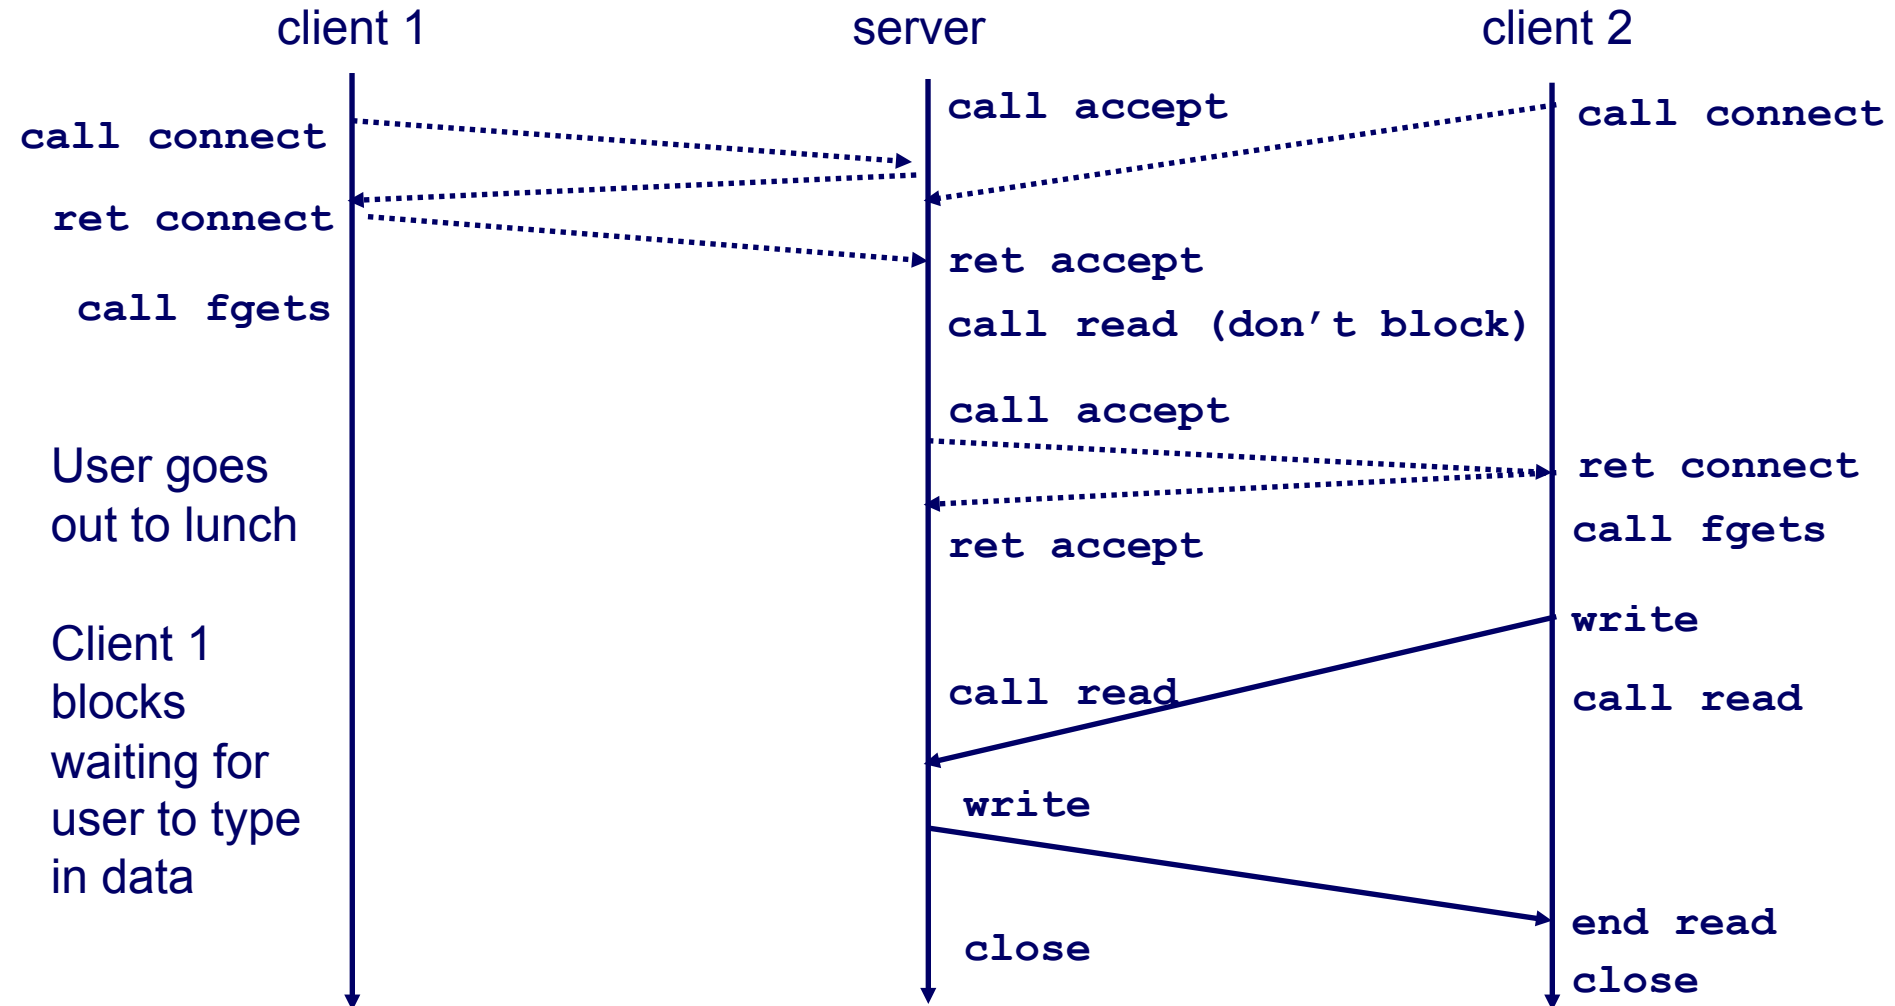 client 1
server
client 2
call connect
ret connect
call fgets
User goes
out to lunch
Client 1
blocks
waiting for
user to type
in data
call accept
ret accept
call read (don’t block)
call accept
ret accept
call read
write
close
call connect
ret connect
call fgets
write
call read
end read
close